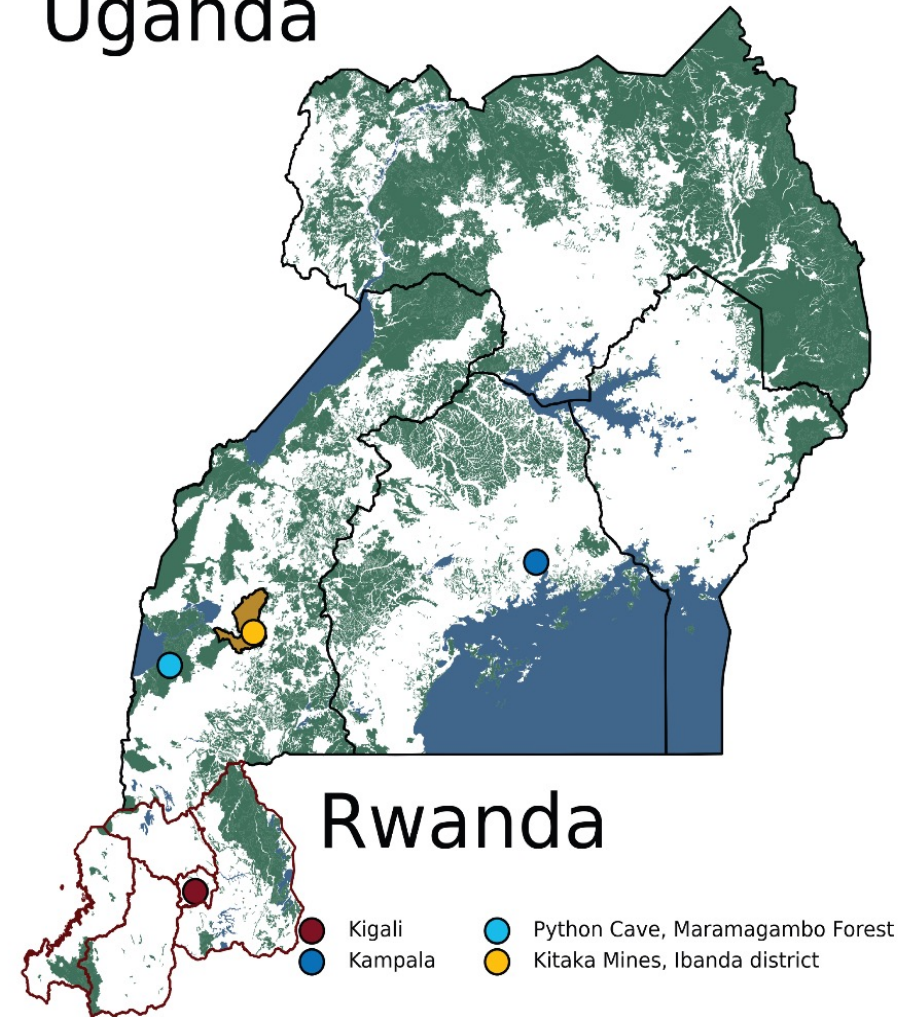 Uganda
Rwanda
Kigali
Kampala
Python Cave, Maramagambo Forest
Kitaka Mines, Ibanda district